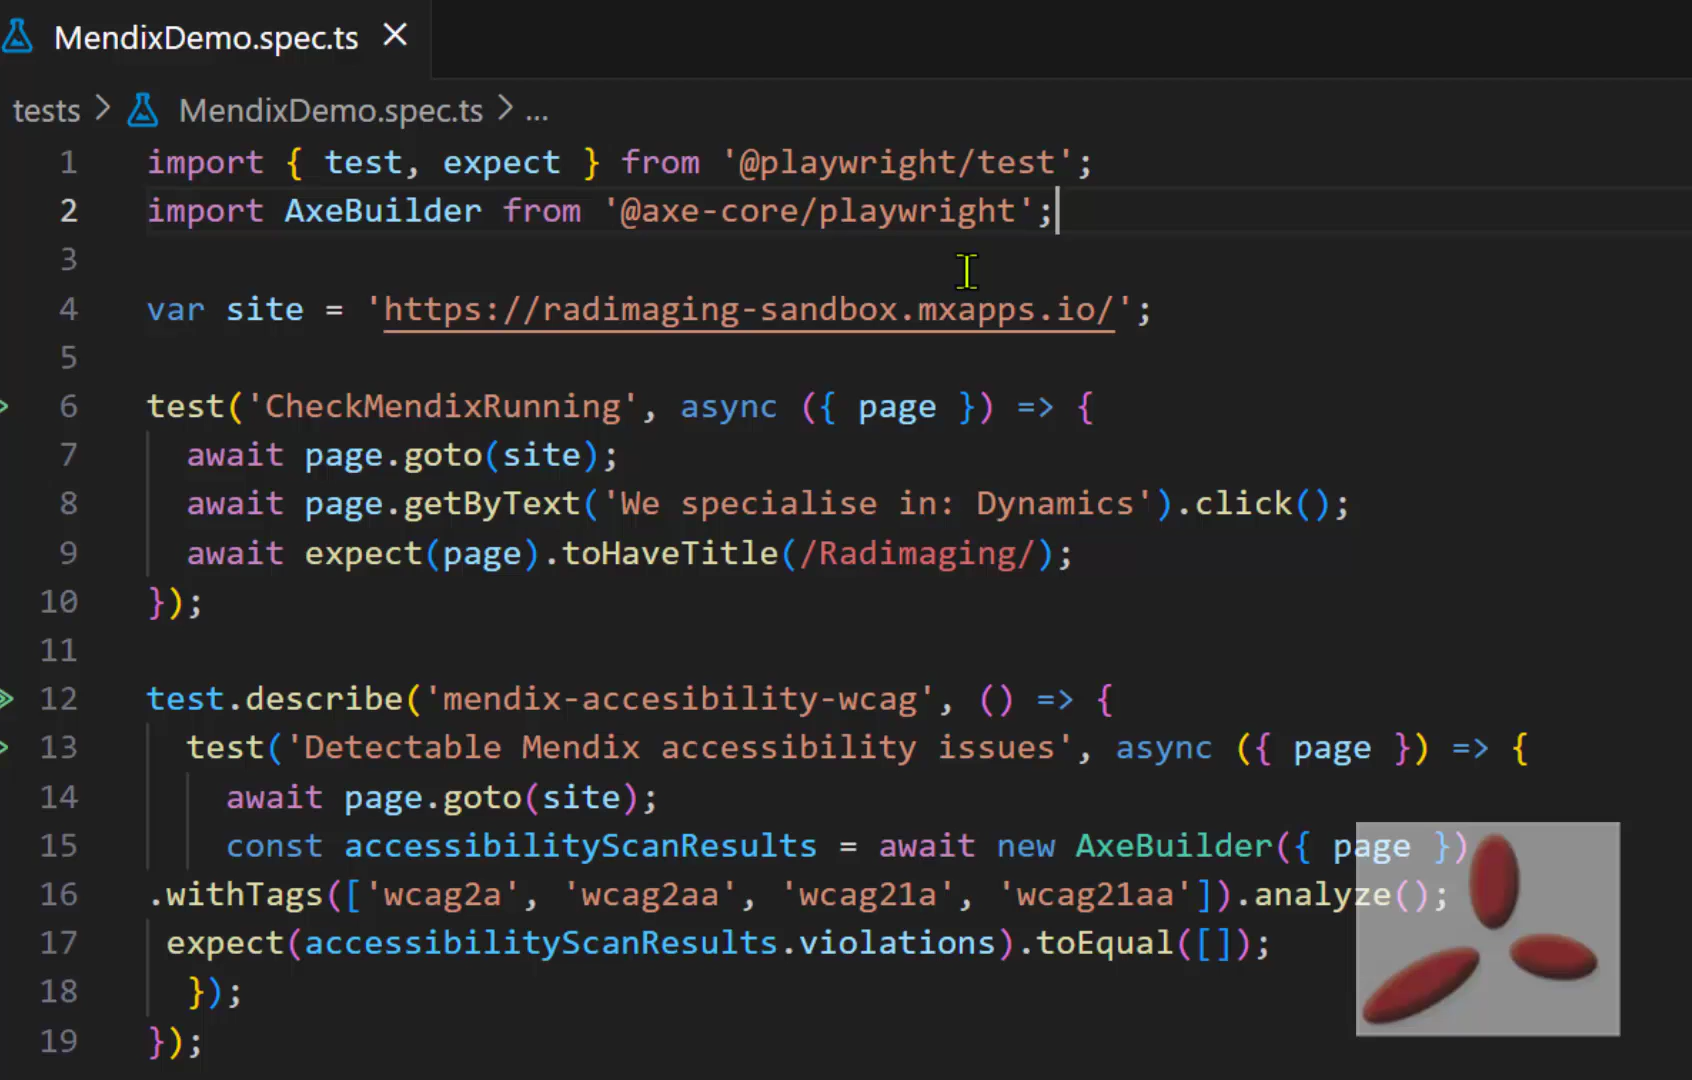 MendixDemo.spec.ts
tests > MendixDemo.spec.ts > ...
1 import { test, expect } from '@playwright/test';
2 import AxeBuilder from '@axe-core/playwright';
3
4 var site = 'https://radimaging-sandbox.mxapps.io/';
5
6 test('CheckMendixRunning', async ({ page }) => {
7 await page.goto(site);
8 await page.getByText('We specialise in: Dynamics').click();
9 await expect(page).toHaveTitle(/Radimaging/);
10 });
11
12 test.describe('mendix-accesibility-wcag', () => {
13 test('Detectable Mendix accessibility issues', async ({ page }) => {
14 await page.goto(site);
15 const accessibilityScanResults = await new AxeBuilder({ page })
16 .withTags(['wcag2a', 'wcag2aa', 'wcag21a', 'wcag21aa']).analyze();
17 expect(accessibilityScanResults.violations).toEqual([]);
18 });
19 });